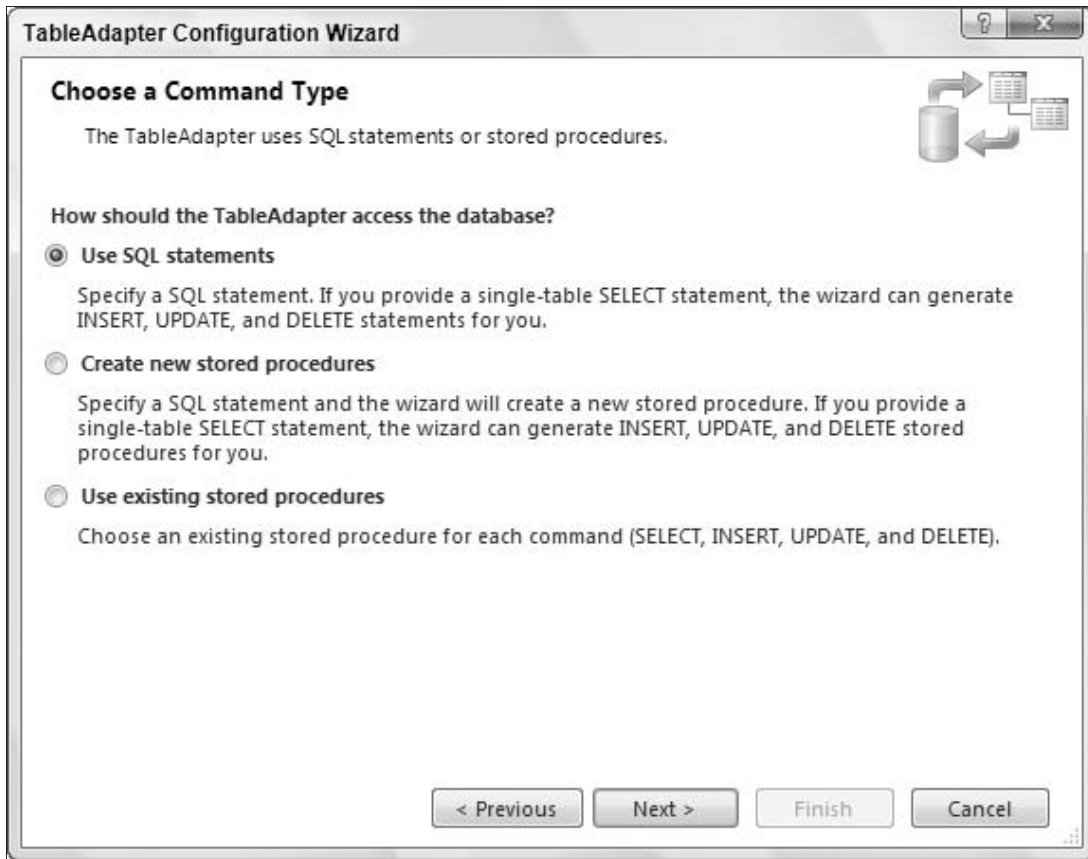 TableAdapter Configuration Wizard
?
Choose a Command Type
The TableAdapter uses SQL statements or stored procedures.
How should the TableAdapter access the database?
Use SQL statements
Specify a SQL statement. If you provide a single-table SELECT statement, the wizard can generate
INSERT, UPDATE, and DELETE statements for you.
Create new stored procedures
Specify a SQL statement and the wizard will create a new stored procedure. If you provide a
single-table SELECT statement, the wizard can generate INSERT, UPDATE, and DELETE stored
procedures for you.
Use existing stored procedures
Choose an existing stored procedure for each command (SELECT, INSERT, UPDATE, and DELETE).
< Previous
Next >
Finish
Cancel